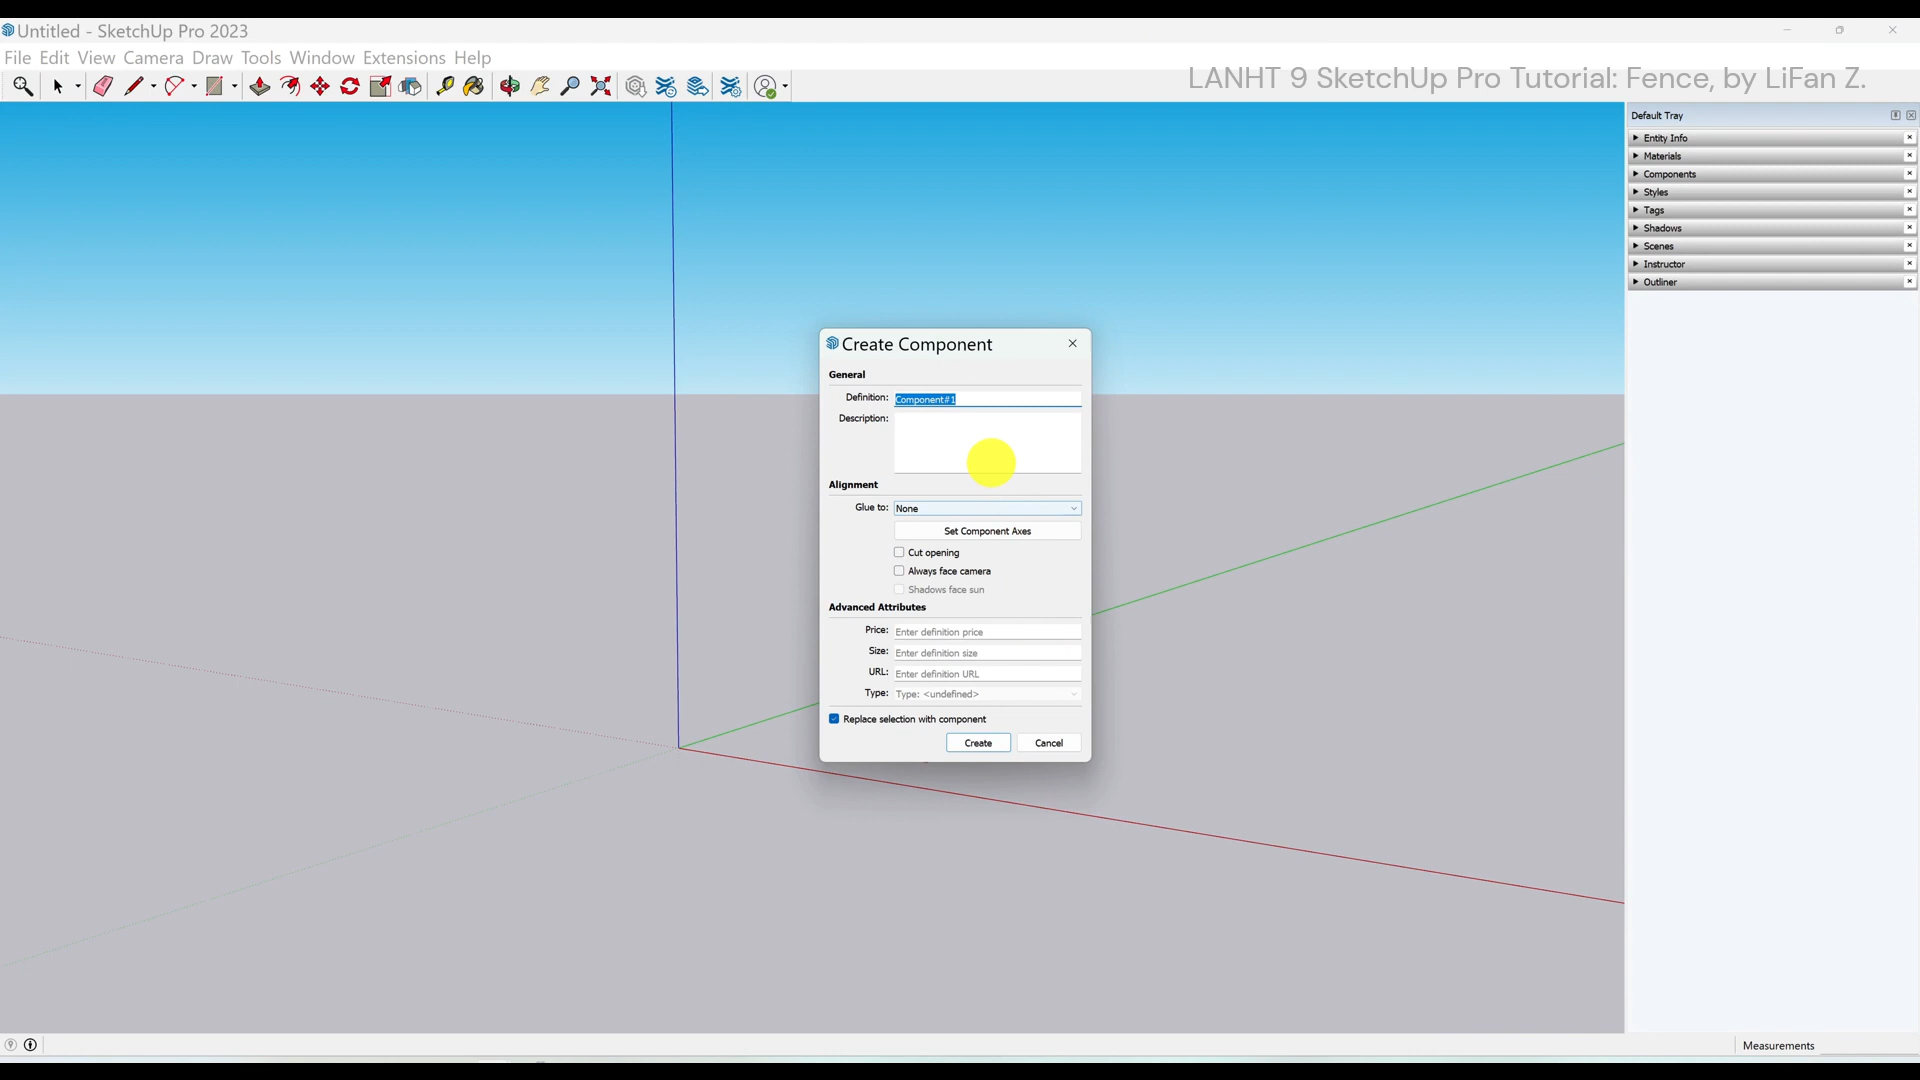 Untitled - SketchUp Pro 2023
File Edit View Camera Draw Tools Window Extensions Help
LANHT 9 SketchUp Pro Tutorial: Fence, by LiFan Z.
Default Tray
Entity Info
Materials
Components
Styles
Tags
Shadows
Scenes
Instructor
Outliner
Create Component
General
Definition: Component#1
Description:
Alignment
Glue to: None
Set Component Axes
Cut opening
Always face camera
Shadows face sun
Advanced Attributes
Price: Enter definition price
Size: Enter definition size
URL: Enter definition URL
Type: Type: <undefined>
Replace selection with component
Create Cancel
Measurements